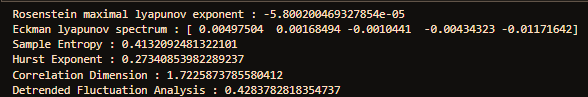 Rosenstein maximal lyapunov exponent : -5.800200469327854e-05
Eckman lyapunov spectrum : [ 0.00497504  0.00168494 -0.0010441  -0.00434323 -0.01171642]
Sample Entropy : 0.4132092481322101
Hurst Exponent : 0.27340853982289237
Correlation Dimension : 1.7225873785580412
Detrended Fluctuation Analysis : 0.4283782818354737